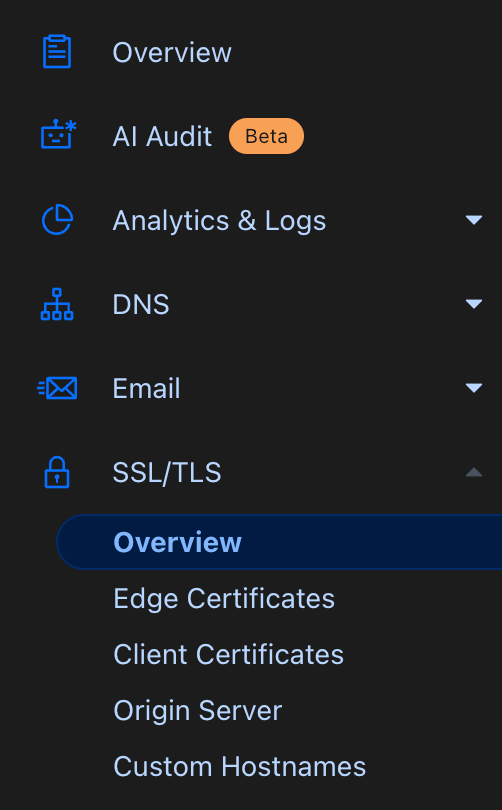 Overview
AI Audit Beta
Analytics & Logs
DNS
Email
SSL/TLS
Overview
Edge Certificates
Client Certificates
Origin Server
Custom Hostnames